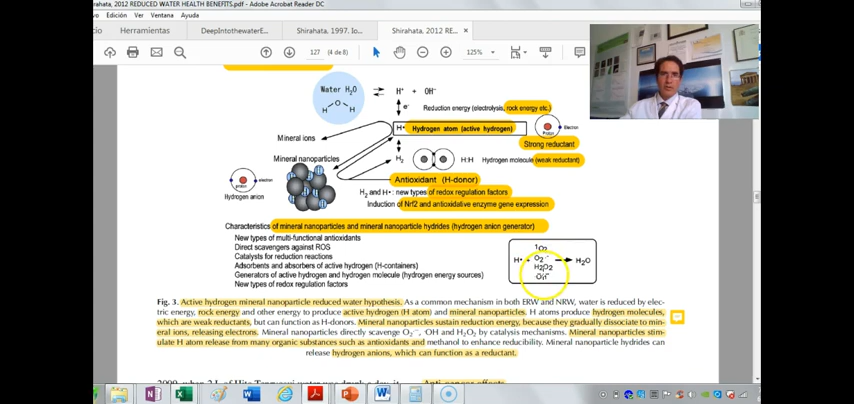 Shirahata, 2012 REDUCED WATER HEALTH BENEFITS.pdf - Adobe Acrobat Reader DC
vo Edición Ver Ventana Ayuda
cio Herramientas DeepIntothewaterE... Shirahata, 1997. Io... Shirahata, 2012 RE... ×
127 (4 de 8) 125%
Water H2O H+ + OH-
H O H e- Reduction energy (electrolysis, rock energy etc.)
Mineral ions H• Hydrogen atom (active hydrogen) Proton Electron
Strong reductant
Mineral nanoparticles H2 H:H Hydrogen molecule (weak reductant)
proton electron Antioxidant (H-donor)
Hydrogen anion H2 and H•: new types of redox regulation factors
Induction of Nrf2 and antioxidative enzyme gene expression
Characteristics of mineral nanoparticles and mineral nanoparticle hydrides (hydrogen anion generator)
New types of multi-functional antioxidants
Direct scavengers against ROS
Catalysts for reduction reactions
Adsorbents and absorbers of active hydrogen (H-containers)
Generators of active hydrogen and hydrogen molecule (hydrogen energy sources)
New types of redox regulation factors
1O2
O2-
H• + H2O2 → H2O
Fig. 3. Active hydrogen mineral nanoparticle reduced water hypothesis. As a common mechanism in both ERW and NRW, water is reduced by elec-
tric energy, rock energy and other energy to produce active hydrogen (H atom) and mineral nanoparticles. H atoms produce hydrogen molecules,
which are weak reductants, but can function as H-donors. Mineral nanoparticles sustain reduction energy, because they gradually dissociate to min-
eral ions, releasing electrons. Mineral nanoparticles directly scavenge O2•-, •OH and H2O2 by catalysis mechanisms. Mineral nanoparticles stim-
ulate H atom release from many organic substances such as antioxidants and methanol to enhance reducibility. Mineral nanoparticle hydrides can
release hydrogen anions, which can function as a reductant.
Anti-cancer effects